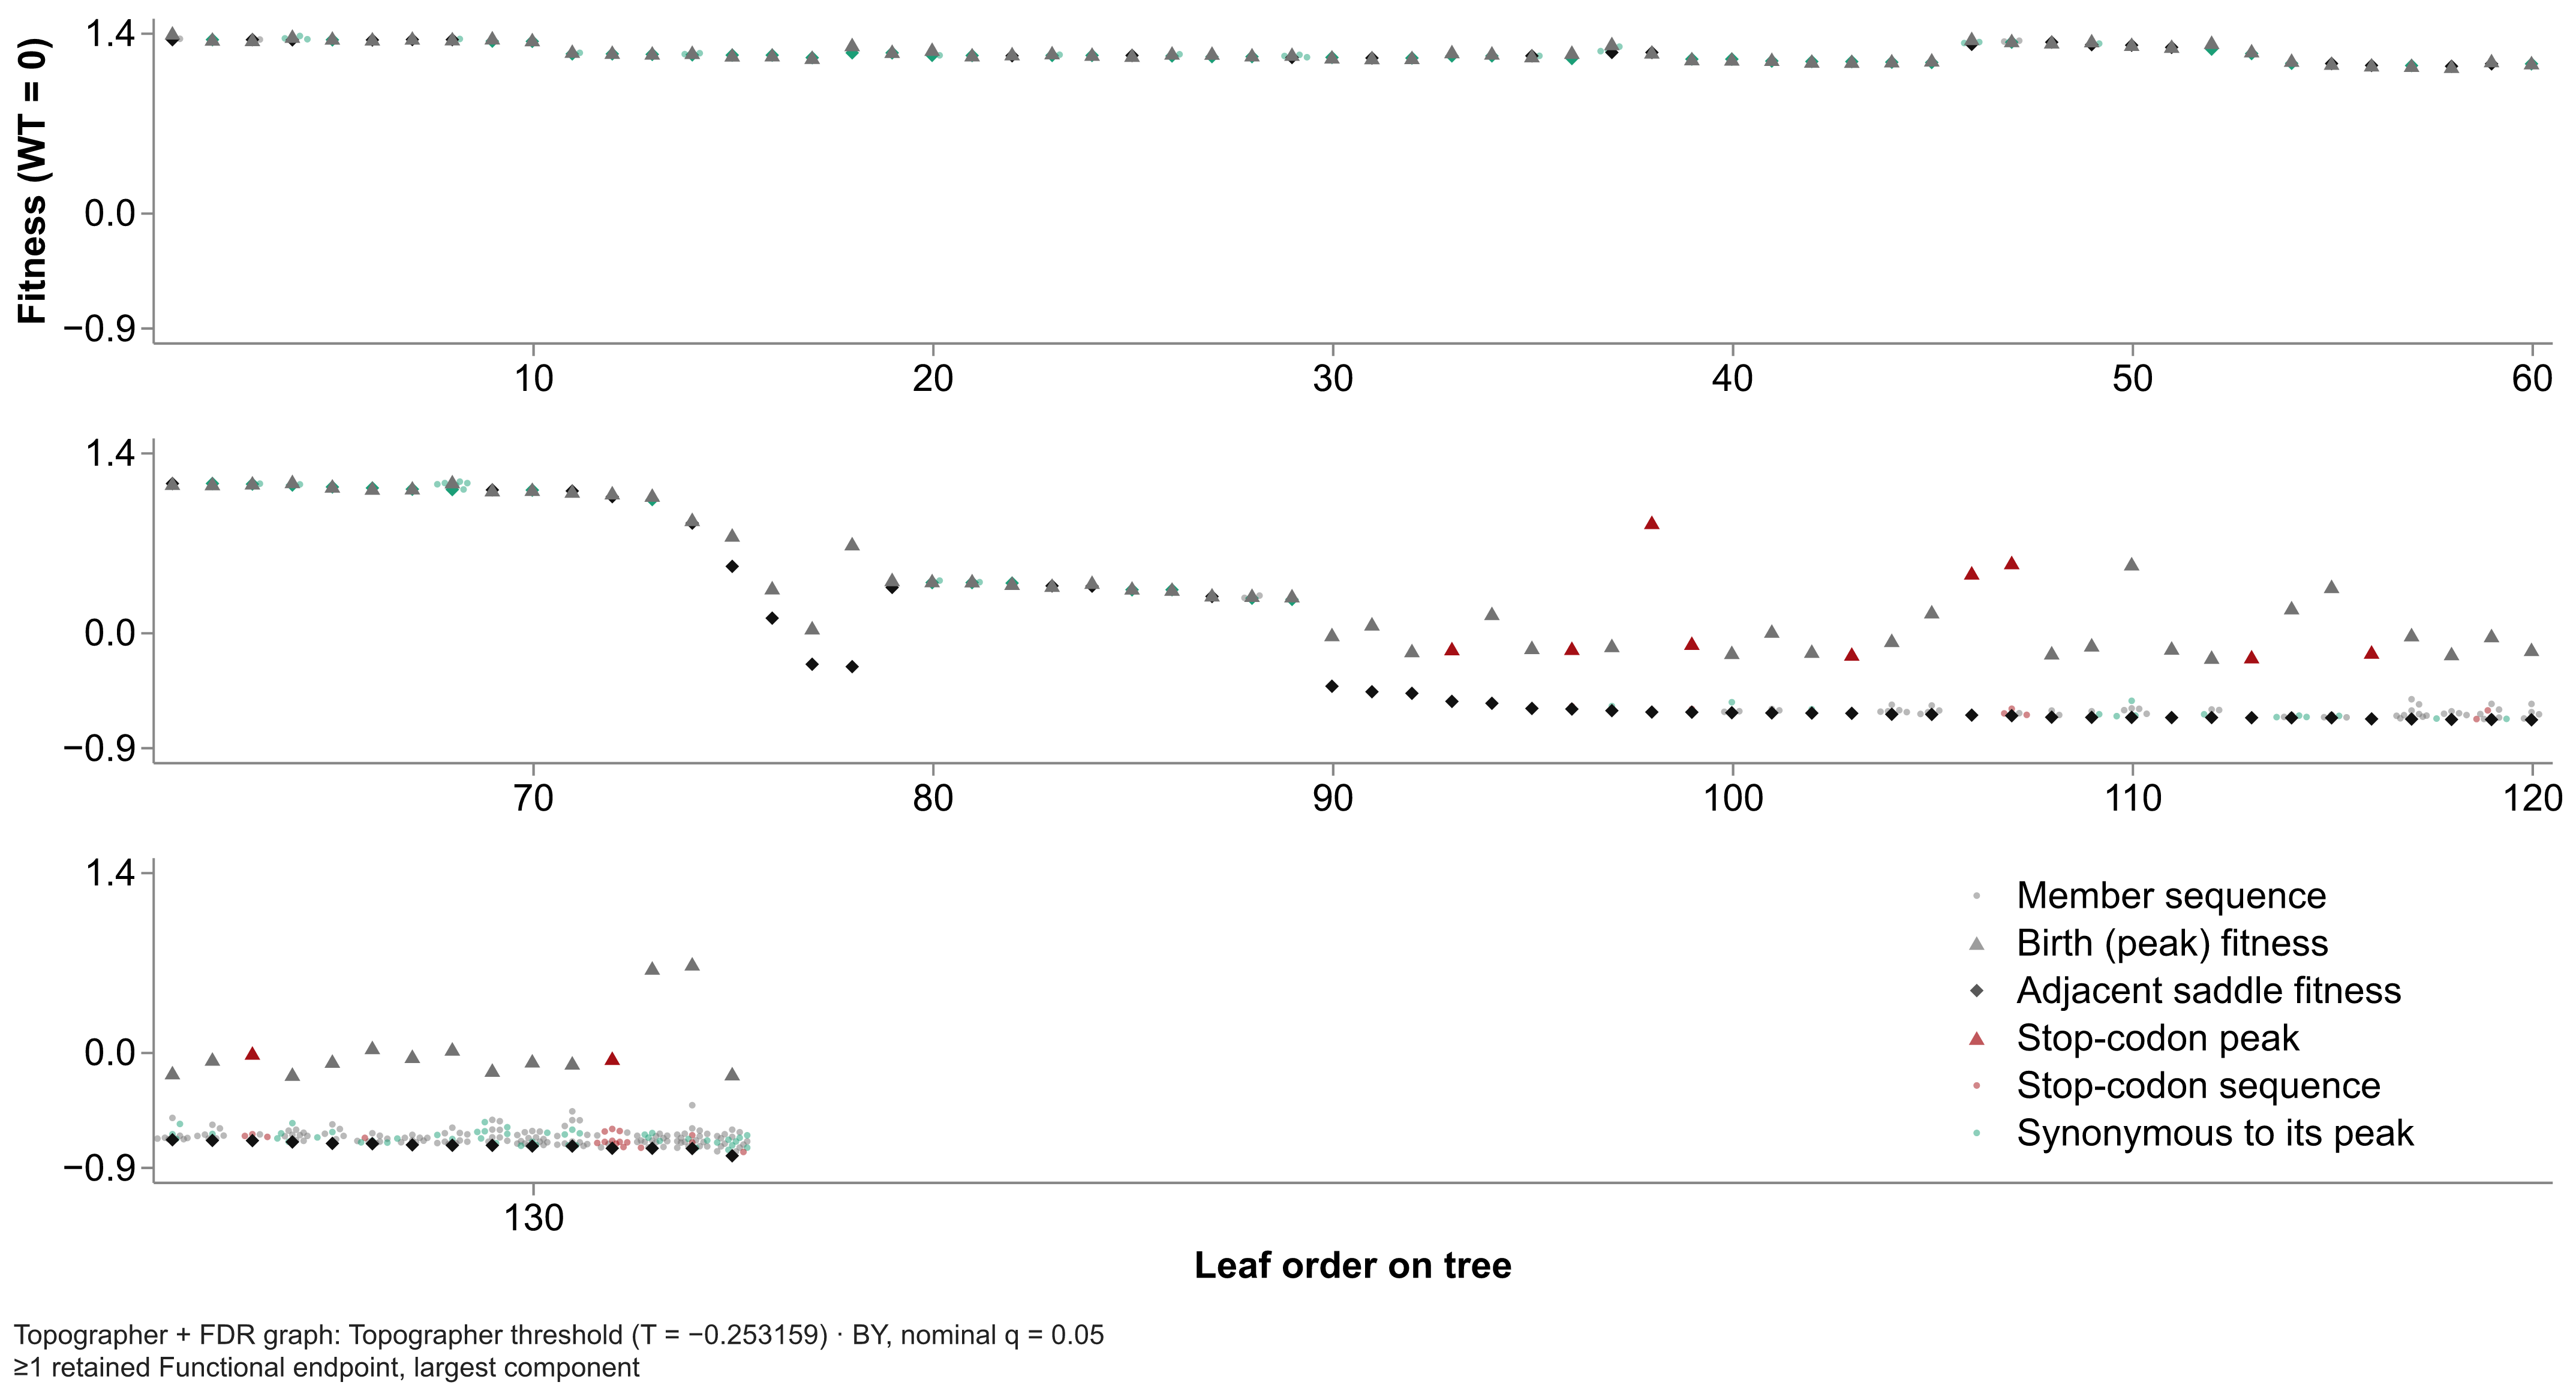 Fitness (WT = 0)
1.4
0.0
−0.9
10 20 30 40 50 60
1.4
0.0
−0.9
70 80 90 100 110 120
1.4
0.0
−0.9
130
Member sequence
Birth (peak) fitness
Adjacent saddle fitness
Stop-codon peak
Stop-codon sequence
Synonymous to its peak
Leaf order on tree
Topographer + FDR graph: Topographer threshold (T = −0.253159) · BY, nominal q = 0.05
≥1 retained Functional endpoint, largest component